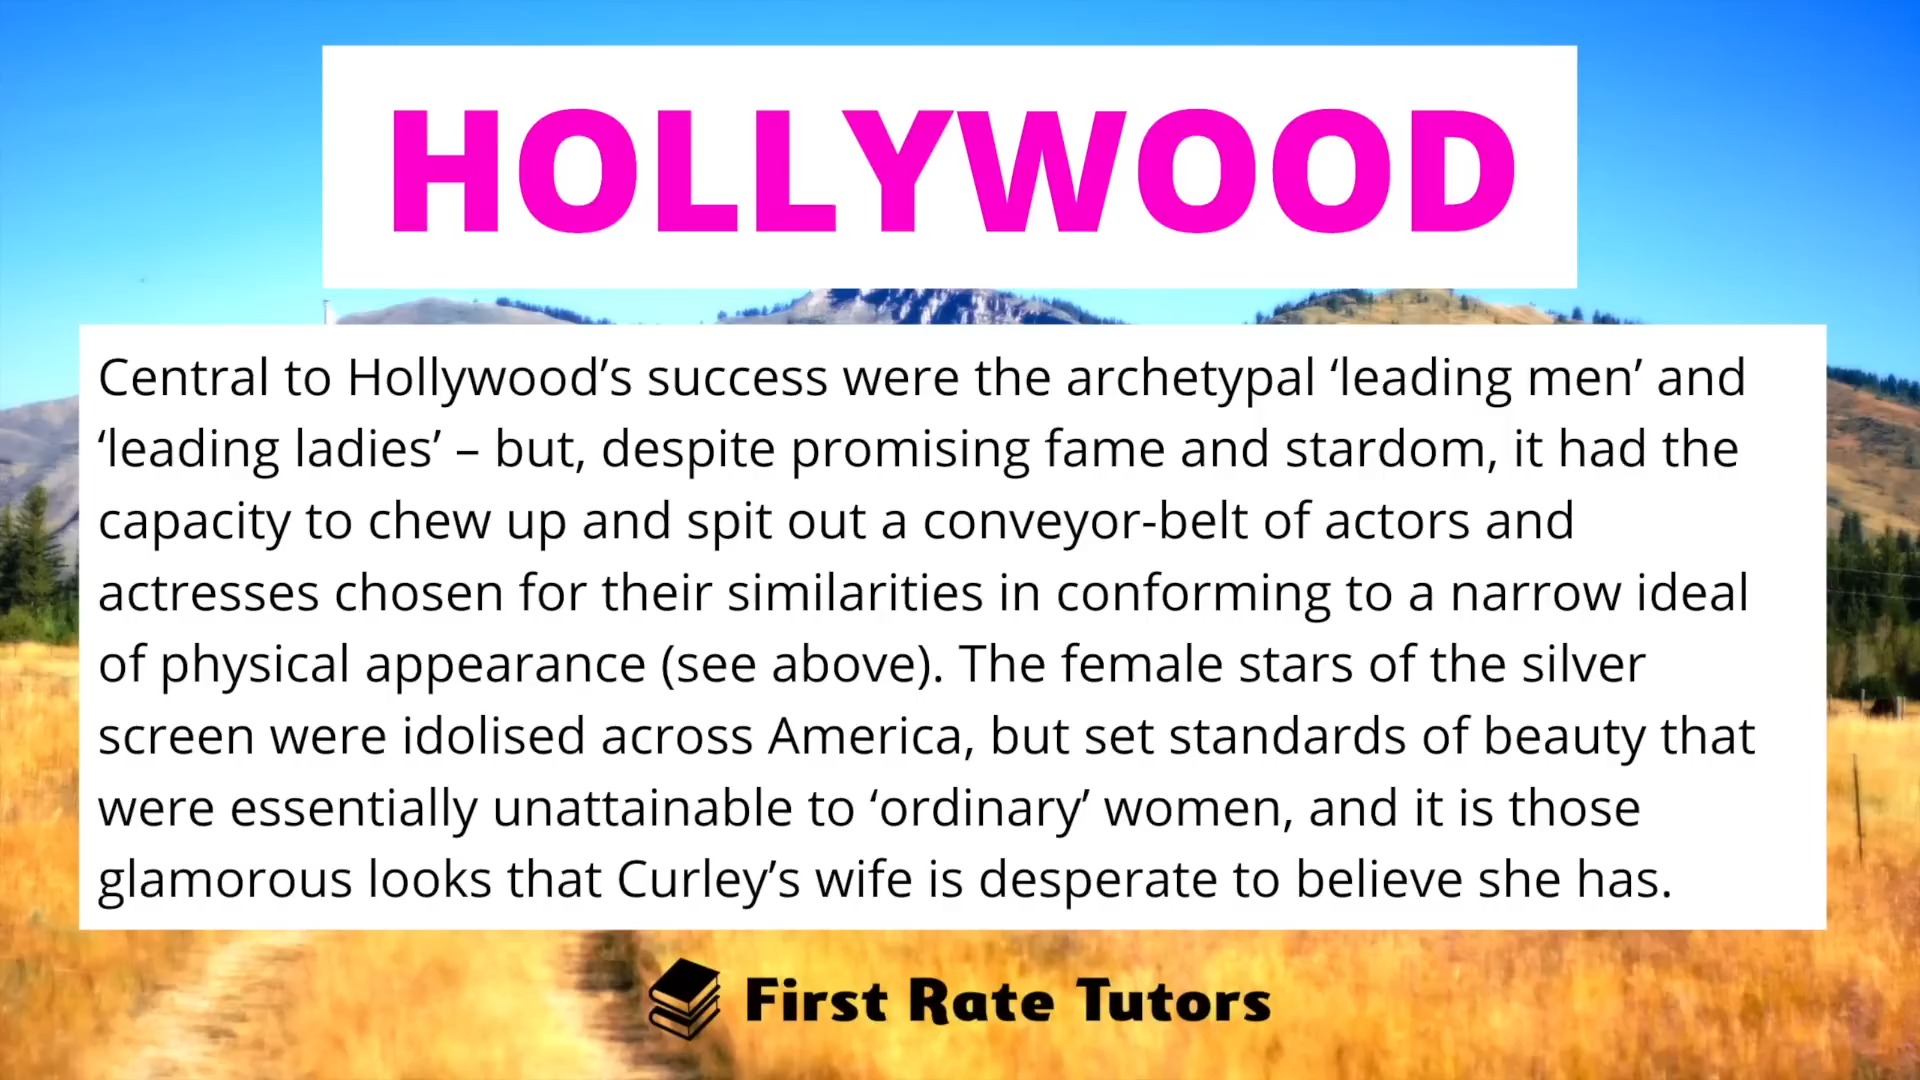 HOLLYWOOD
Central to Hollywood’s success were the archetypal ‘leading men’ and
‘leading ladies’ – but, despite promising fame and stardom, it had the
capacity to chew up and spit out a conveyor-belt of actors and
actresses chosen for their similarities in conforming to a narrow ideal
of physical appearance (see above). The female stars of the silver
screen were idolised across America, but set standards of beauty that
were essentially unattainable to ‘ordinary’ women, and it is those
glamorous looks that Curley’s wife is desperate to believe she has.
First Rate Tutors